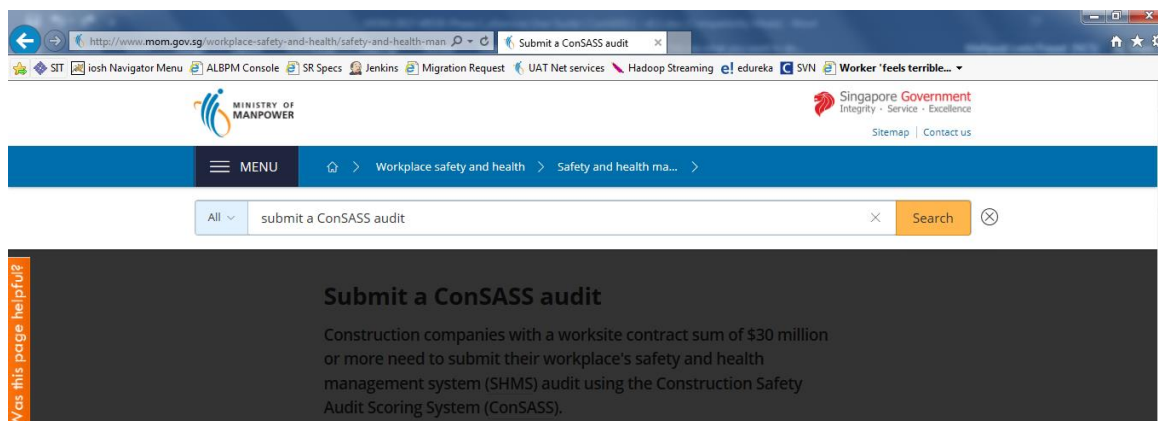 http://www.mom.gov.sg/workplace-safety-and-health/safety-and-health-man
Submit a ConSASS audit
SIT iosh Navigator Menu ALBPM Console SR Specs Jenkins Migration Request UAT Net services Hadoop Streaming edureka SVN Worker 'feels terrible...
MINISTRY OF
MANPOWER
Singapore Government
Integrity · Service · Excellence
Sitemap | Contact us
MENU
Workplace safety and health > Safety and health ma... >
All submit a ConSASS audit Search
Was this page helpful?
Submit a ConSASS audit
Construction companies with a worksite contract sum of $30 million
or more need to submit their workplace's safety and health
management system (SHMS) audit using the Construction Safety
Audit Scoring System (ConSASS).